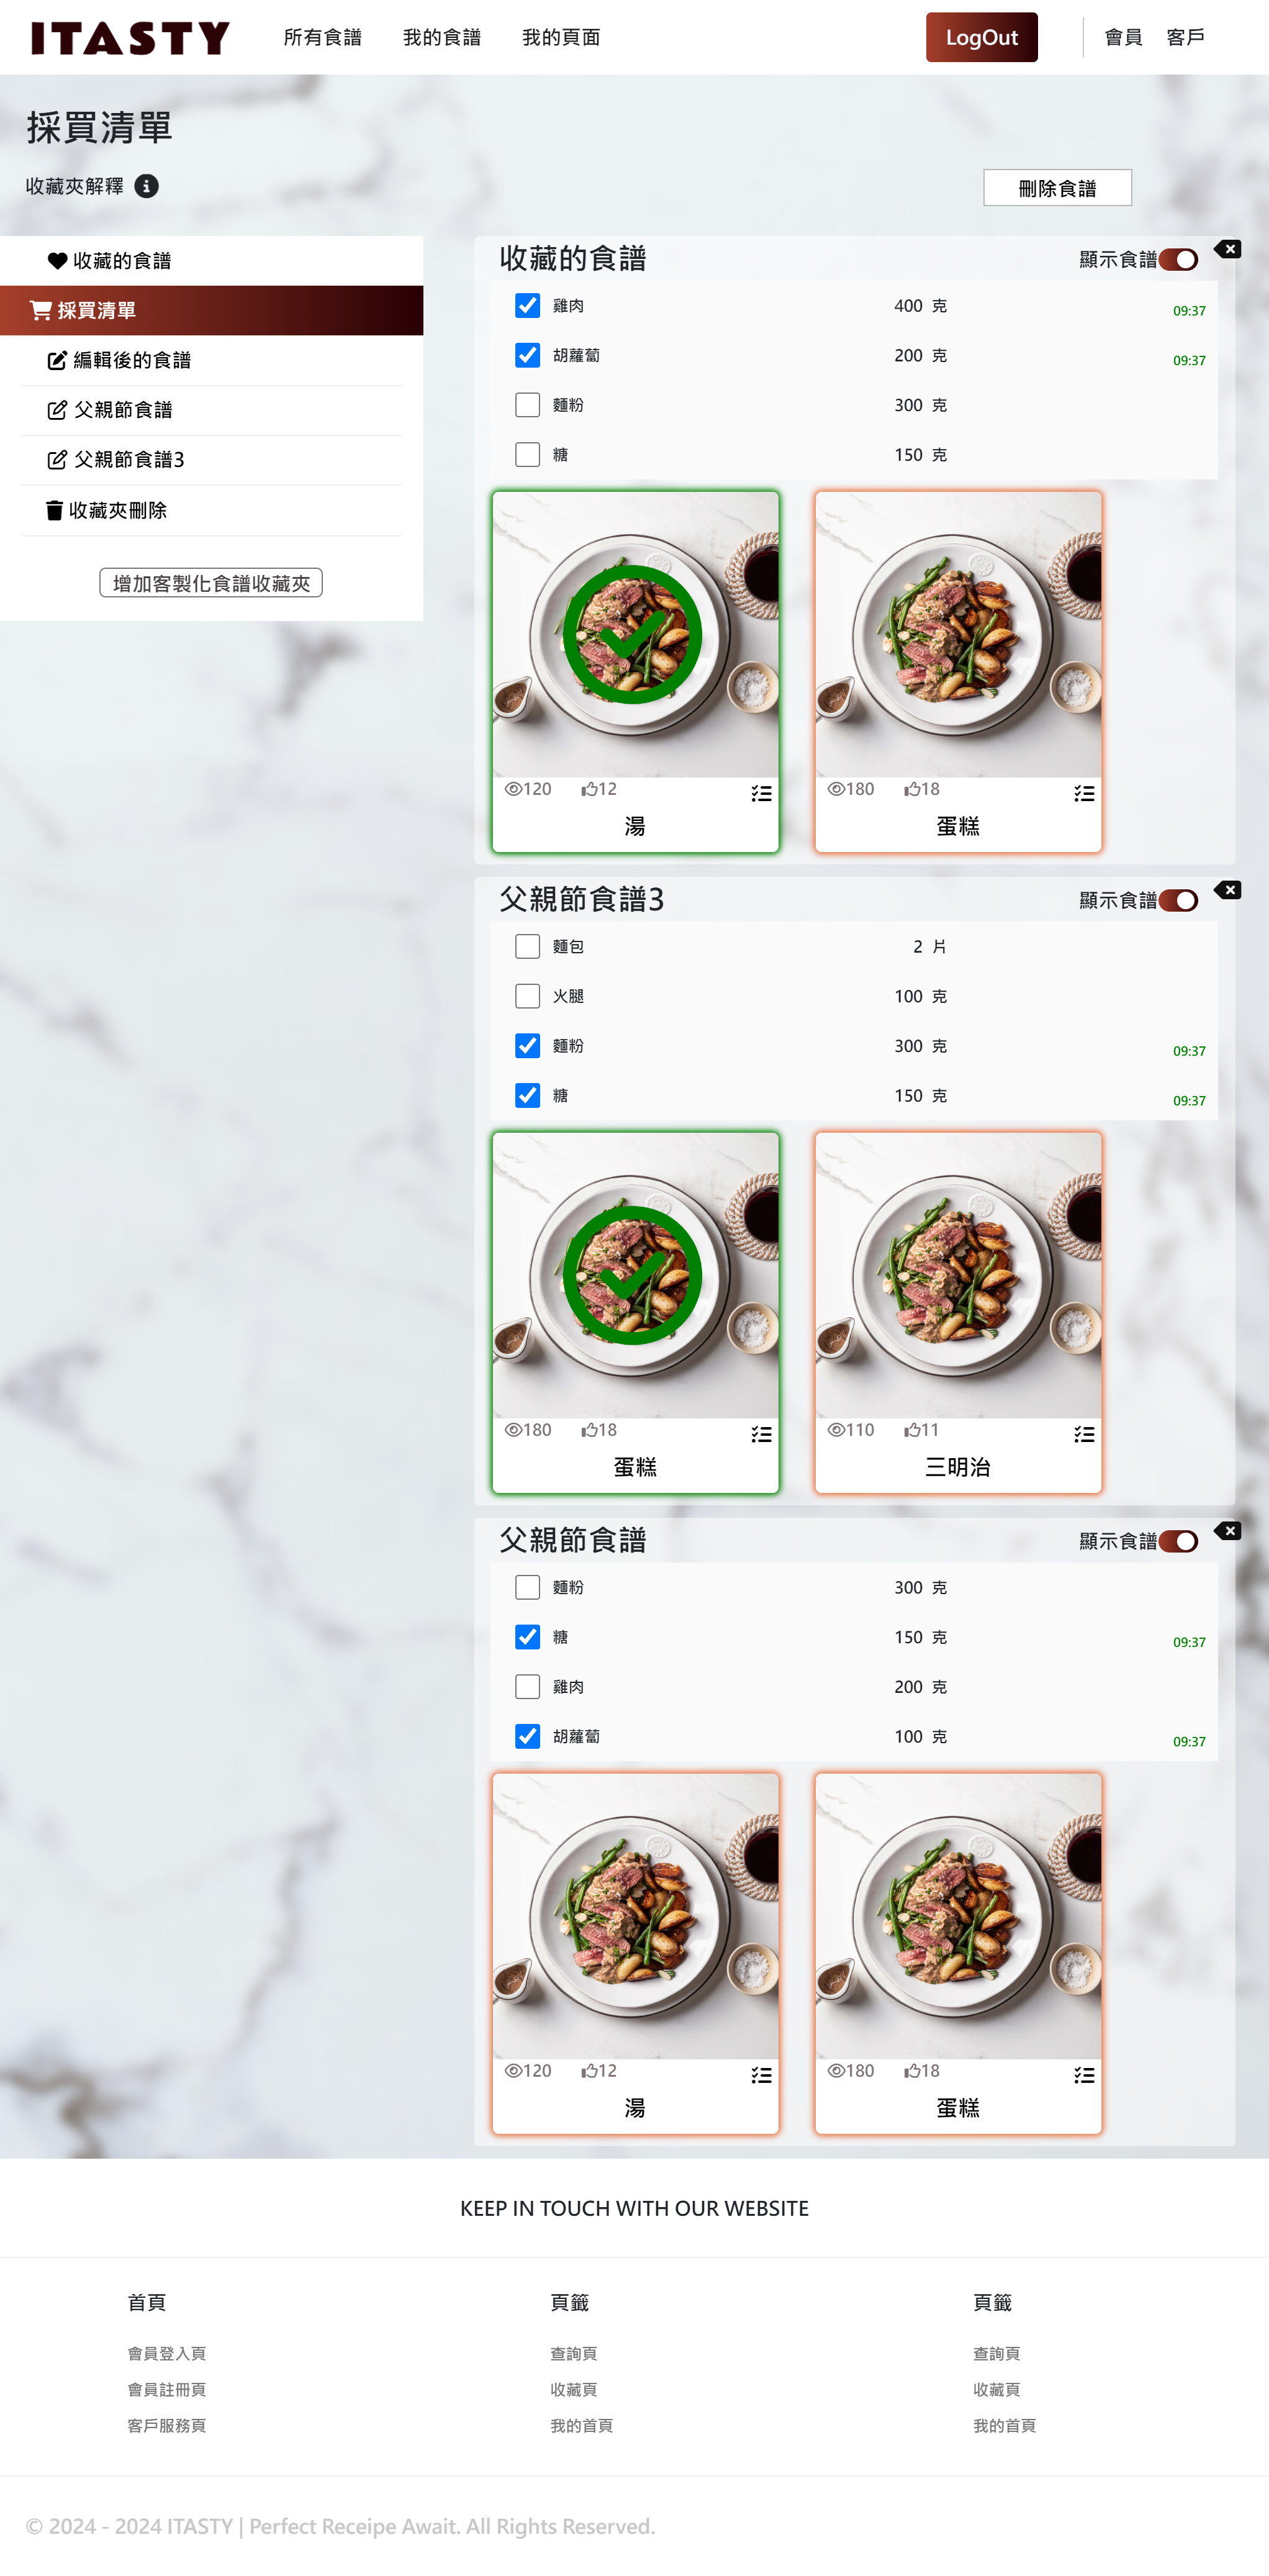 ITASTY 所有食譜 我的食譜 我的頁面 LogOut 會員 客戶
採買清單
收藏夾解釋
刪除食譜
收藏的食譜
採買清單
編輯後的食譜
父親節食譜
父親節食譜3
收藏夾刪除
增加客製化食譜收藏夾
收藏的食譜 顯示食譜
雞肉 400 克 09:37
胡蘿蔔 200 克 09:37
麵粉 300 克
糖 150 克
120 12
湯
180 18
蛋糕
父親節食譜3 顯示食譜
麵包 2 片
火腿 100 克
麵粉 300 克 09:37
糖 150 克 09:37
180 18
蛋糕
110 11
三明治
父親節食譜 顯示食譜
麵粉 300 克
糖 150 克 09:37
雞肉 200 克
胡蘿蔔 100 克 09:37
120 12
湯
180 18
蛋糕
KEEP IN TOUCH WITH OUR WEBSITE
首頁
會員登入頁
會員註冊頁
客戶服務頁
頁籤
查詢頁
收藏頁
我的首頁
頁籤
查詢頁
收藏頁
我的首頁
© 2024 - 2024 ITASTY | Perfect Receipe Await. All Rights Reserved.